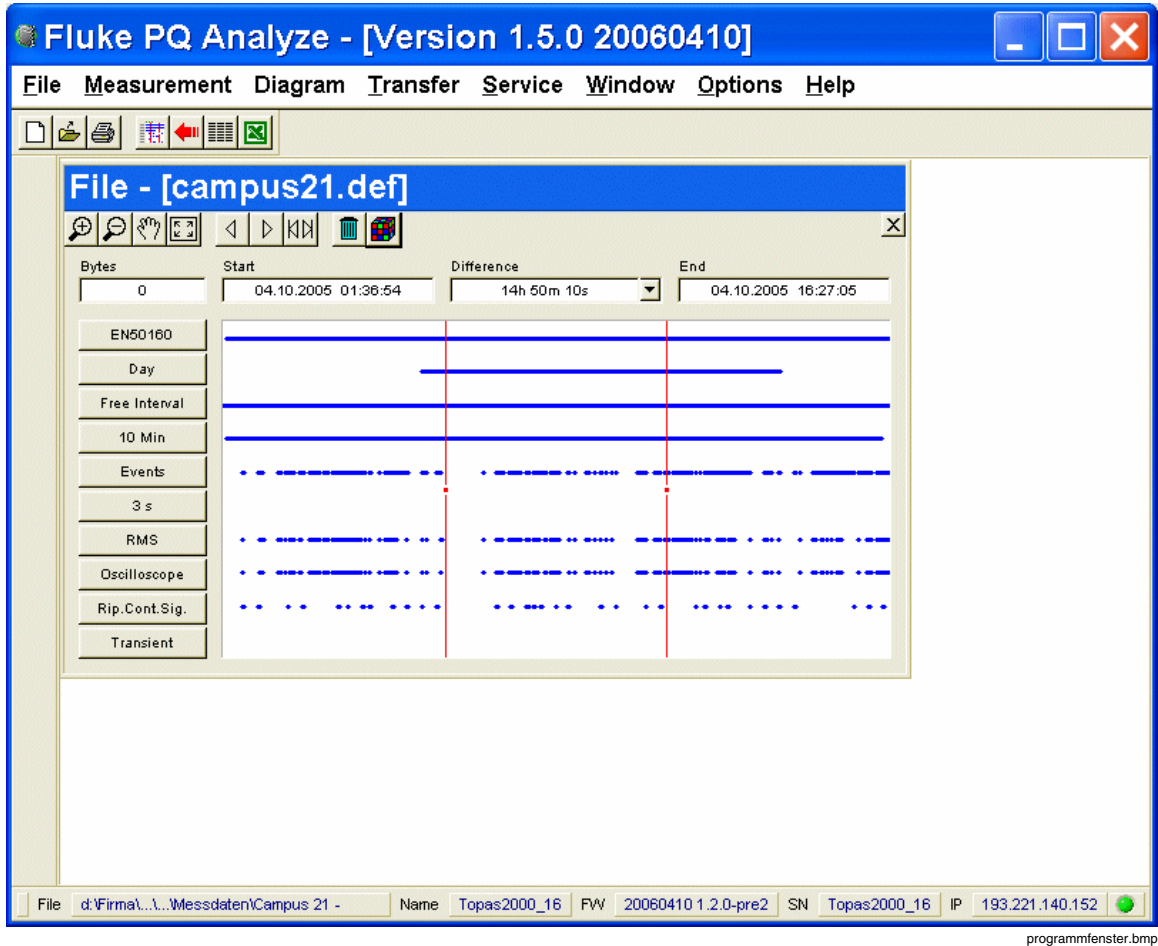 Fluke PQ Analyze - [Version 1.5.0 20060410]
File Measurement Diagram Transfer Service Window Options Help
File - [campus21.def]
Bytes Start Difference End
0 04.10.2005 01:36:54 14h 50m 10s 04.10.2005 16:27:05
EN50160
Day
Free Interval
10 Min
Events
3 s
RMS
Oscilloscope
Rip.Cont.Sig.
Transient
File d:\Firma\...\...\Messdaten\Campus 21 - Name Topas2000_16 FW 20060410 1.2.0-pre2 SN Topas2000_16 IP 193.221.140.152
programmfenster.bmp